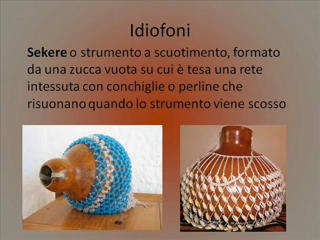 Idiofoni
Sekere o strumento a scuotimento, formato
da una zucca vuota su cui è tesa una rete
intessuta con conchiglie o perline che
risuonano quando lo strumento viene scosso